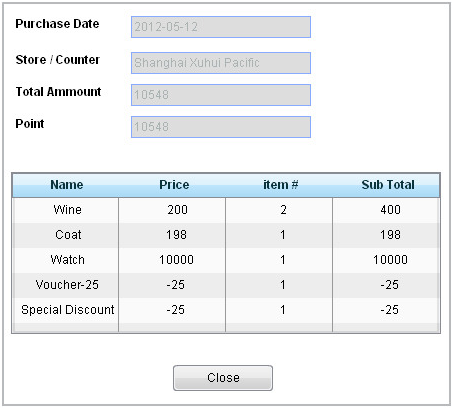 Purchase Date 2012-05-12
Store / Counter Shanghai Xuhui Pacific
Total Ammount 10548
Point 10548
Name Price item # Sub Total
Wine 200 2 400
Coat 198 1 198
Watch 10000 1 10000
Voucher-25 -25 1 -25
Special Discount -25 1 -25
Close